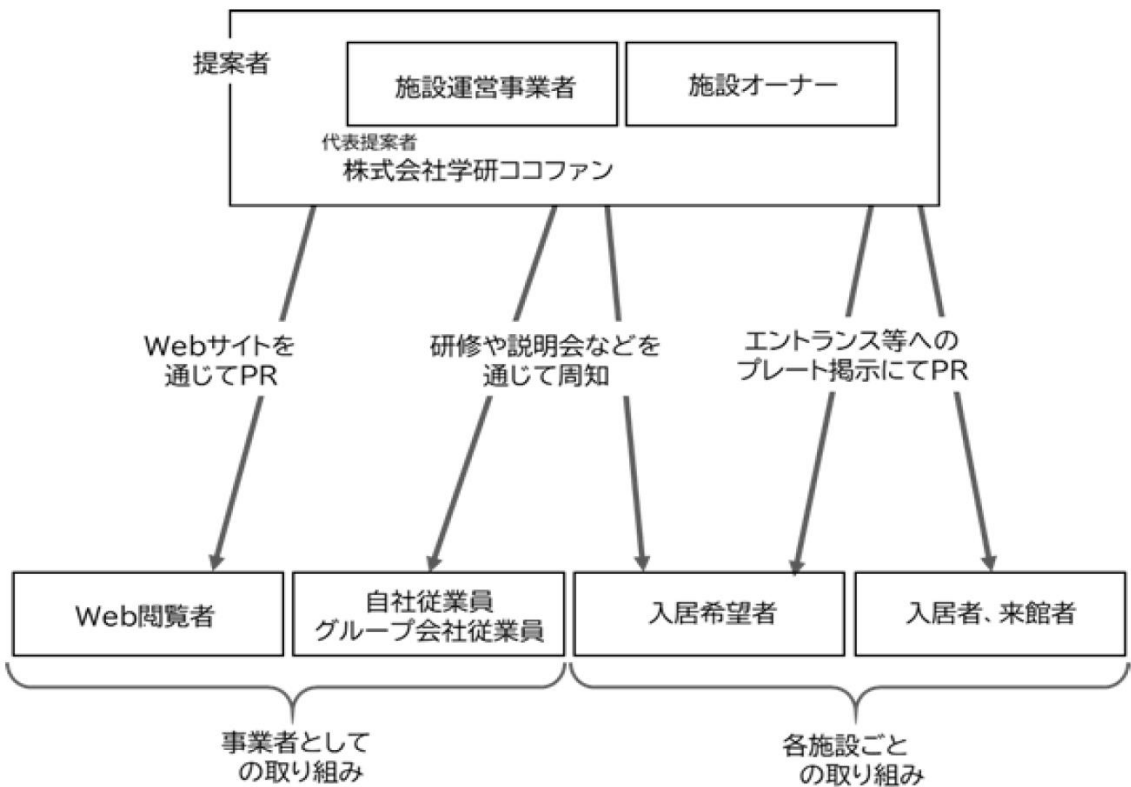 提案者
施設運営事業者
施設オーナー
代表提案者
株式会社学研ココファン
Webサイトを
通じてPR
研修や説明会などを
通じて周知
エントランス等への
プレート掲示にてPR
Web閲覧者
自社従業員
グループ会社従業員
入居希望者
入居者、来館者
事業者として
の取り組み
各施設ごと
の取り組み